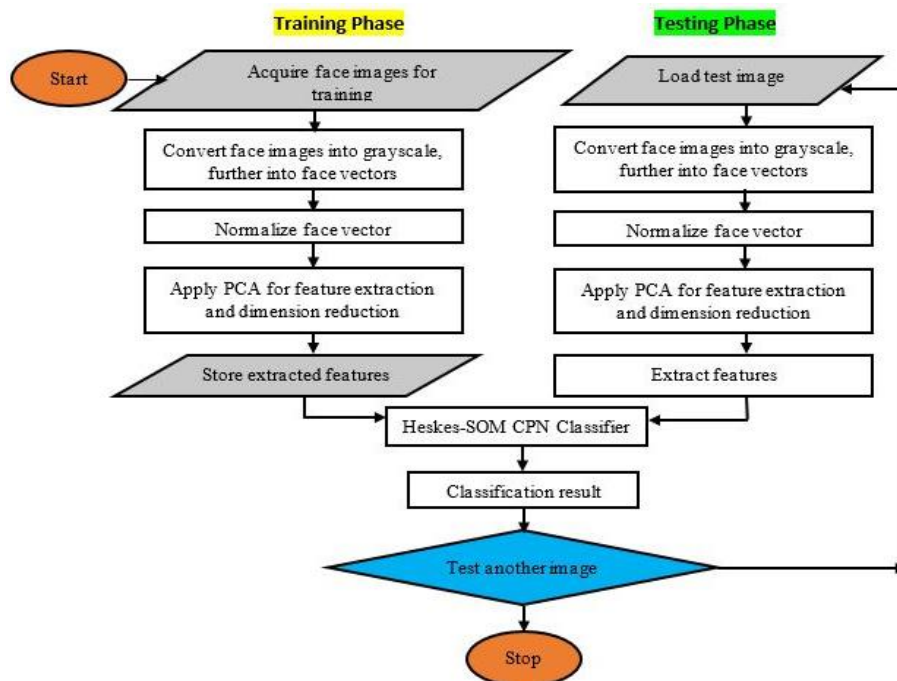 Training Phase
Testing Phase
Start
Acquire face images for
training
Load test image
Convert face images into grayscale,
further into face vectors
Convert face images into grayscale,
further into face vectors
Normalize face vector
Normalize face vector
Apply PCA for feature extraction
and dimension reduction
Apply PCA for feature extraction
and dimension reduction
Store extracted features
Extract features
Heskes-SOM CPN Classifier
Classification result
Test another image
Stop